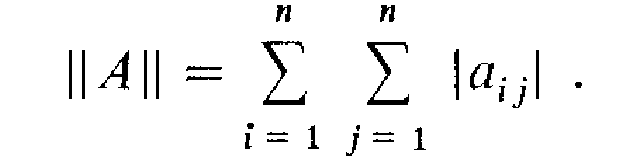 ‖A‖ = ∑_{i = 1}^{n} ∑_{j = 1}^{n} |a_{ij}| .